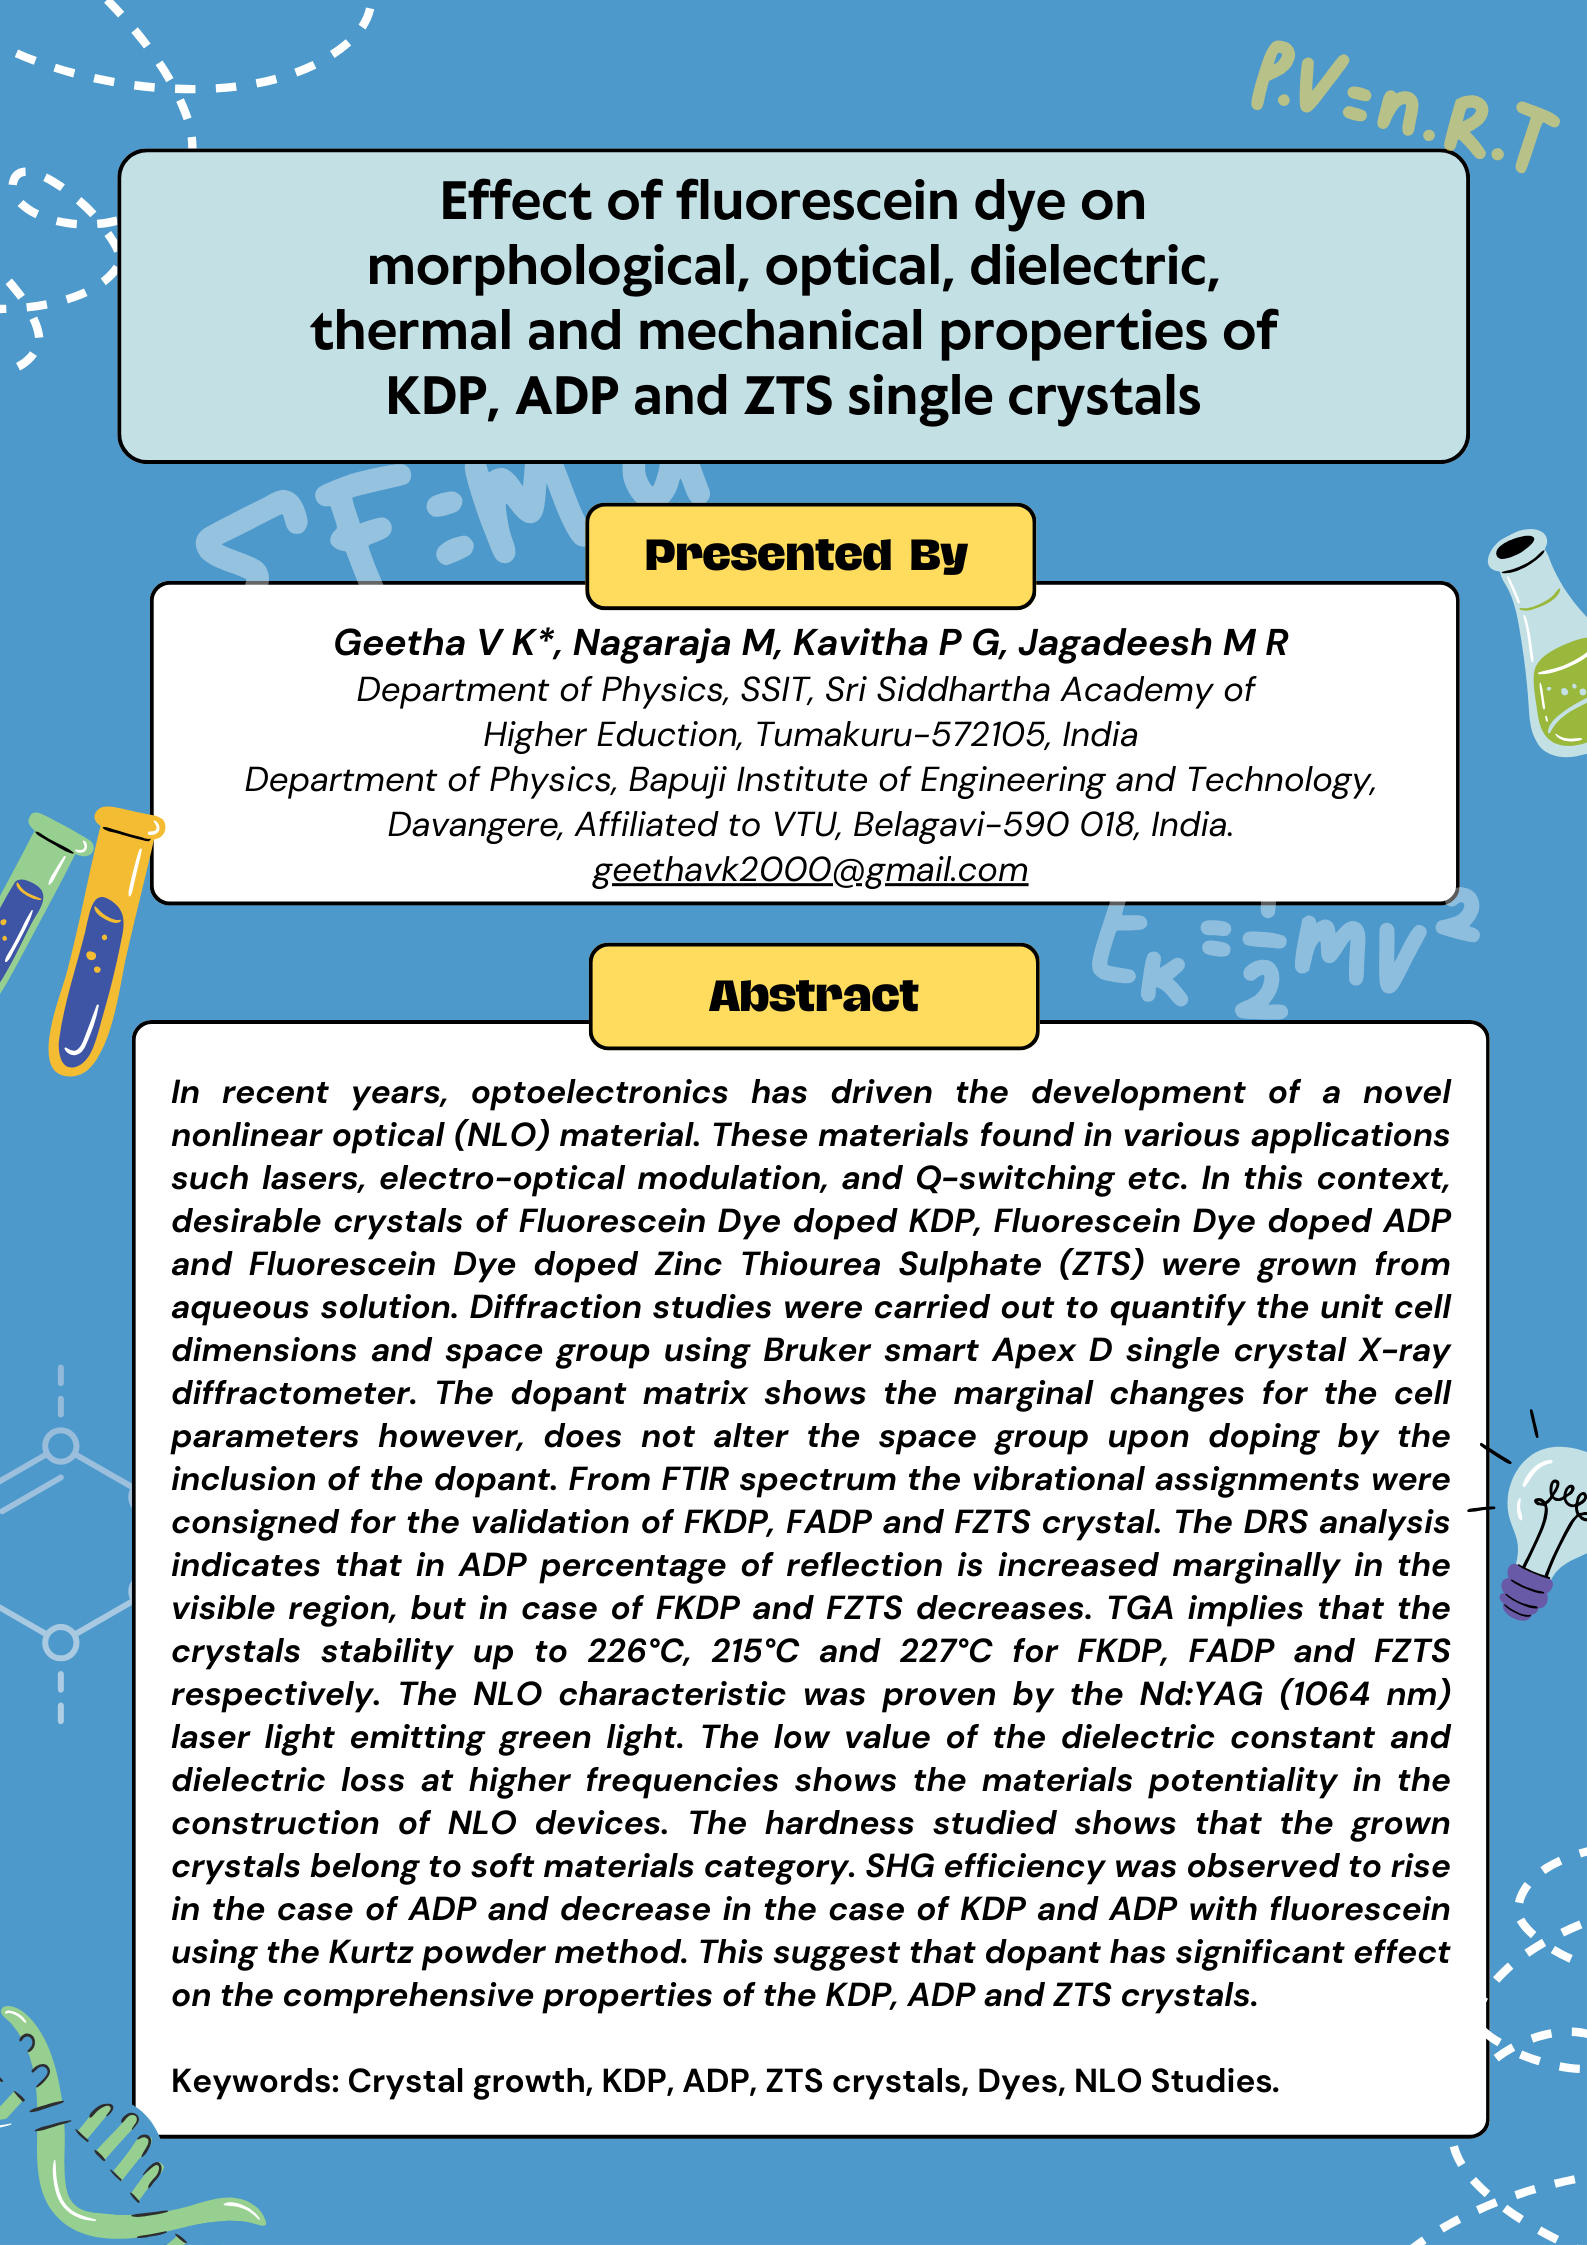 P.V=n.R.T
Effect of fluorescein dye on
morphological, optical, dielectric,
thermal and mechanical properties of
KDP, ADP and ZTS single crystals
ΣF=m a
Presented By
Geetha V K*, Nagaraja M, Kavitha P G, Jagadeesh M R
Department of Physics, SSIT, Sri Siddhartha Academy of
Higher Eduction, Tumakuru-572105, India
Department of Physics, Bapuji Institute of Engineering and Technology,
Davangere, Affiliated to VTU, Belagavi-590 018, India.
geethavk2000@gmail.com
Eₖ=½mv²
Abstract
In recent years, optoelectronics has driven the development of a novel
nonlinear optical (NLO) material. These materials found in various applications
such lasers, electro-optical modulation, and Q-switching etc. In this context,
desirable crystals of Fluorescein Dye doped KDP, Fluorescein Dye doped ADP
and Fluorescein Dye doped Zinc Thiourea Sulphate (ZTS) were grown from
aqueous solution. Diffraction studies were carried out to quantify the unit cell
dimensions and space group using Bruker smart Apex D single crystal X-ray
diffractometer. The dopant matrix shows the marginal changes for the cell
parameters however, does not alter the space group upon doping by the
inclusion of the dopant. From FTIR spectrum the vibrational assignments were
consigned for the validation of FKDP, FADP and FZTS crystal. The DRS analysis
indicates that in ADP percentage of reflection is increased marginally in the
visible region, but in case of FKDP and FZTS decreases. TGA implies that the
crystals stability up to 226°C, 215°C and 227°C for FKDP, FADP and FZTS
respectively. The NLO characteristic was proven by the Nd:YAG (1064 nm)
laser light emitting green light. The low value of the dielectric constant and
dielectric loss at higher frequencies shows the materials potentiality in the
construction of NLO devices. The hardness studied shows that the grown
crystals belong to soft materials category. SHG efficiency was observed to rise
in the case of ADP and decrease in the case of KDP and ADP with fluorescein
using the Kurtz powder method. This suggest that dopant has significant effect
on the comprehensive properties of the KDP, ADP and ZTS crystals.
Keywords: Crystal growth, KDP, ADP, ZTS crystals, Dyes, NLO Studies.